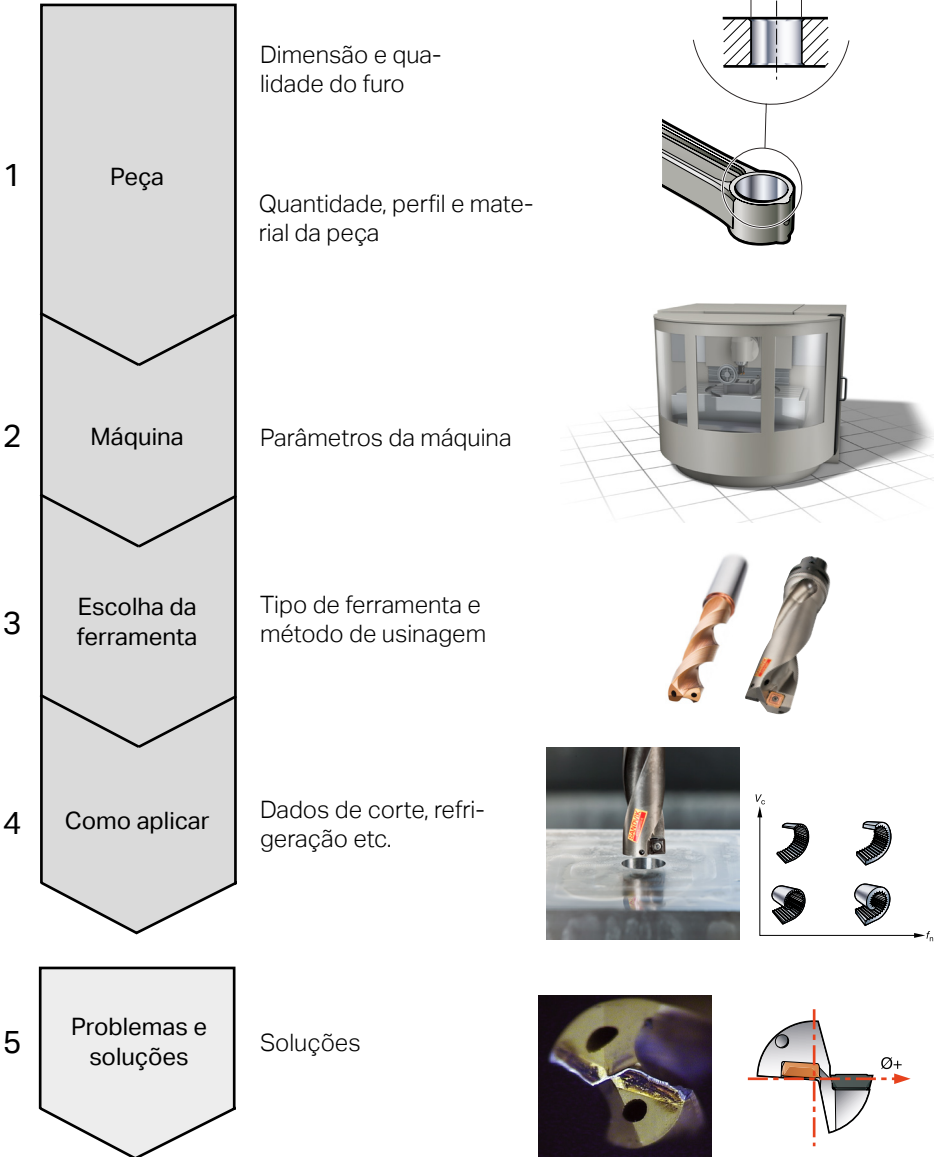 1
Peça
Dimensão e qua-
lidade do furo
Quantidade, perfil e mate-
rial da peça
2
Máquina
Parâmetros da máquina
3
Escolha da
ferramenta
Tipo de ferramenta e
método de usinagem
4
Como aplicar
Dados de corte, refri-
geração etc.
Vc
fn
5
Problemas e
soluções
Soluções
Ø+